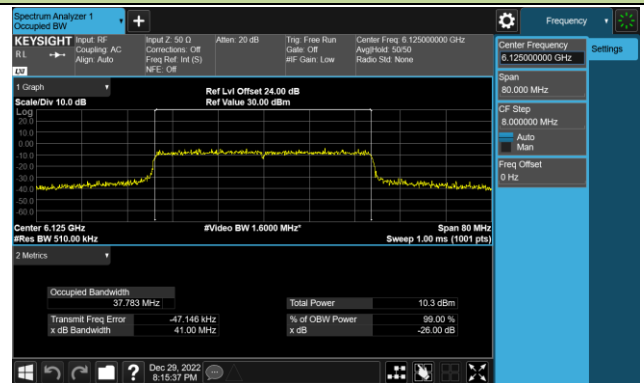 Spectrum Analyzer 1
Occupied BW
Frequency
KEYSIGHT
RL
LXI
Input: RF
Coupling: AC
Align: Auto
Input Z: 50 Ω
Corrections: Off
Freq Ref: Int (S)
NFE: Off
Atten: 20 dB
Trig: Free Run
Gate: Off
#IF Gain: Low
Center Freq: 6.125000000 GHz
Avg|Hold: 50/50
Radio Std: None
Center Frequency
6.125000000 GHz
Settings
Span
80.000 MHz
CF Step
8.000000 MHz
Auto
Man
Freq Offset
0 Hz
1 Graph
Scale/Div 10.0 dB
Ref Lvl Offset 24.00 dB
Ref Value 30.00 dBm
Log
20.0
10.0
0.00
-10.0
-20.0
-30.0
-40.0
-50.0
-60.0
Center 6.125 GHz
#Res BW 510.00 kHz
#Video BW 1.6000 MHz*
Span 80 MHz
Sweep 1.00 ms (1001 pts)
2 Metrics
Occupied Bandwidth
37.783 MHz
Total Power 10.3 dBm
Transmit Freq Error -47.146 kHz
% of OBW Power 99.00 %
x dB Bandwidth 41.00 MHz
x dB -26.00 dB
?
Dec 29, 2022
8:15:37 PM